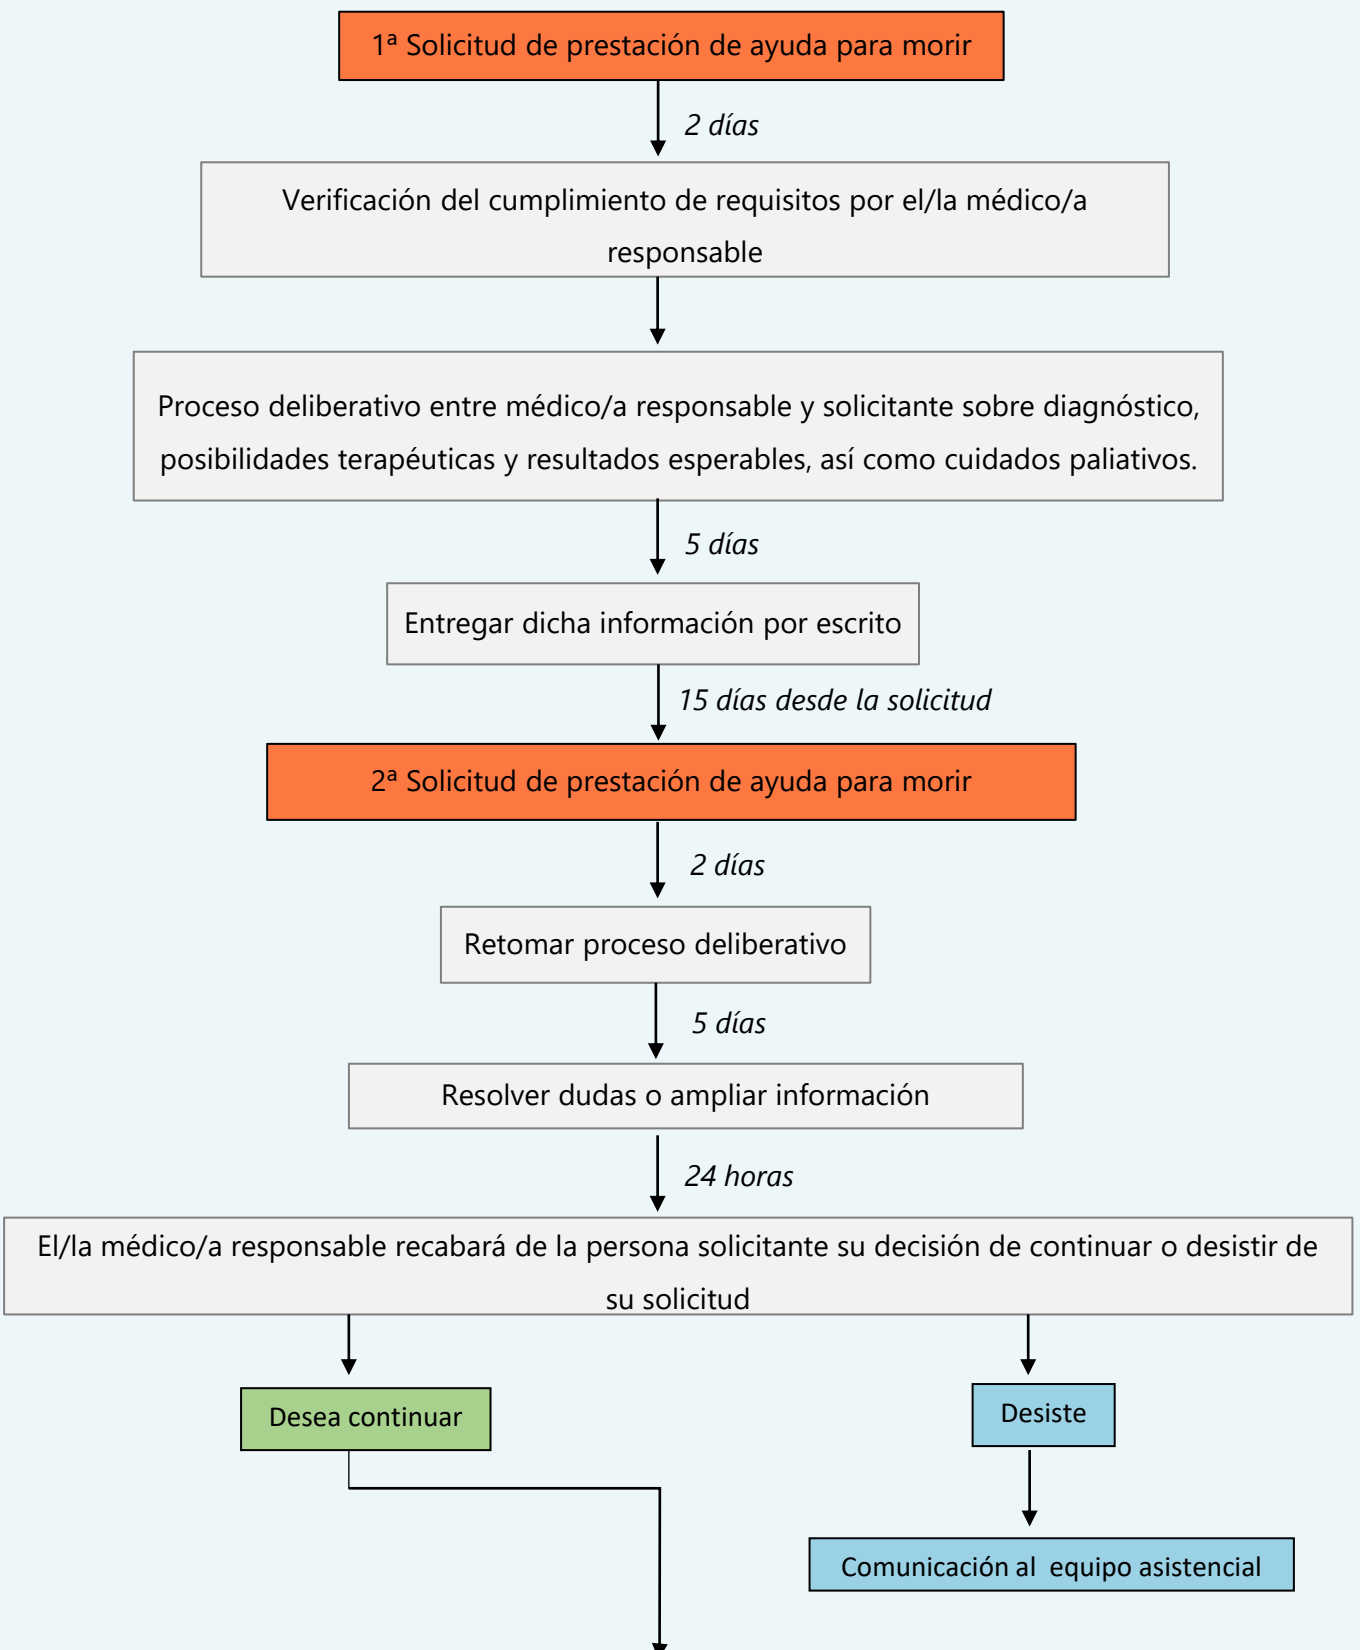 1ª Solicitud de prestación de ayuda para morir
2 días
Verificación del cumplimiento de requisitos por el/la médico/a
responsable
Proceso deliberativo entre médico/a responsable y solicitante sobre diagnóstico,
posibilidades terapéuticas y resultados esperables, así como cuidados paliativos.
5 días
Entregar dicha información por escrito
15 días desde la solicitud
2ª Solicitud de prestación de ayuda para morir
2 días
Retomar proceso deliberativo
5 días
Resolver dudas o ampliar información
24 horas
El/la médico/a responsable recabará de la persona solicitante su decisión de continuar o desistir de
su solicitud
Desea continuar
Desiste
Comunicación al equipo asistencial